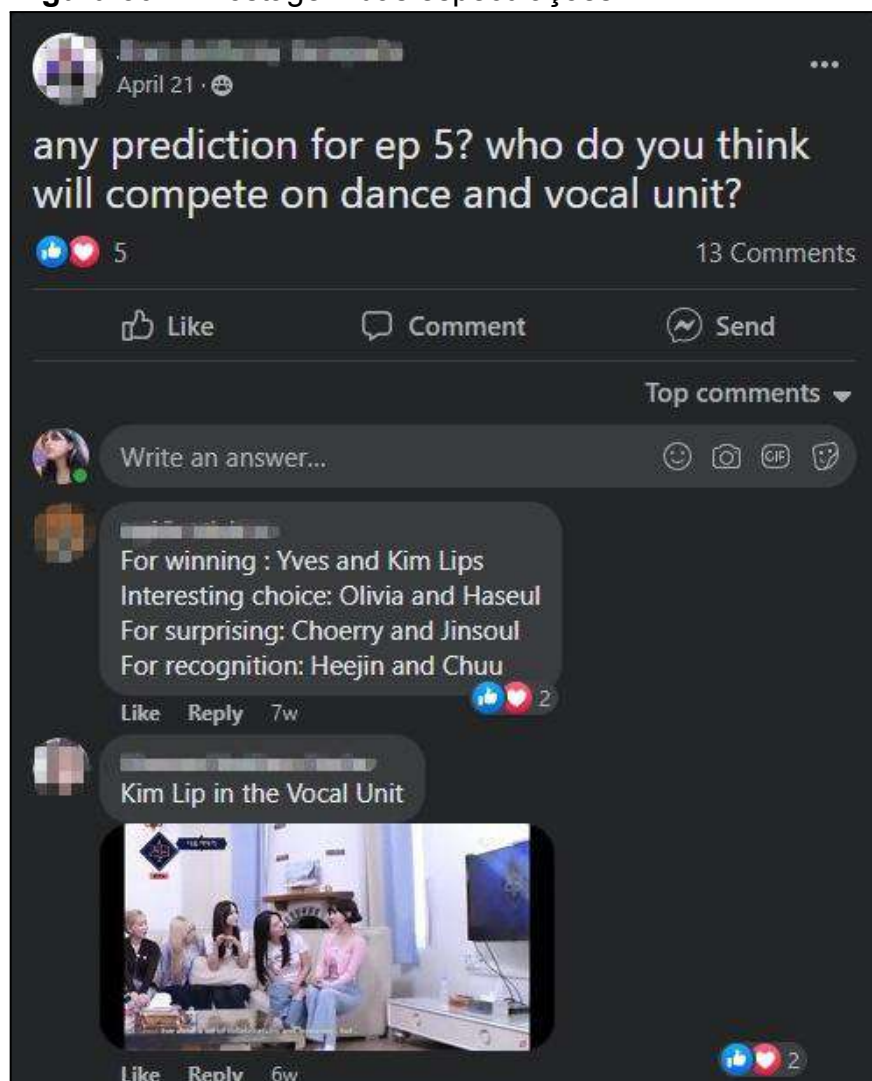 April 21 ·
any prediction for ep 5? who do you think
will compete on dance and vocal unit?
5
13 Comments
Like
Comment
Send
Top comments
Write an answer...
GIF
For winning : Yves and Kim Lips
Interesting choice: Olivia and Haseul
For surprising: Choerry and Jinsoul
For recognition: Heejin and Chuu
2
Like Reply 7w
Kim Lip in the Vocal Unit
2
Like Reply 6w